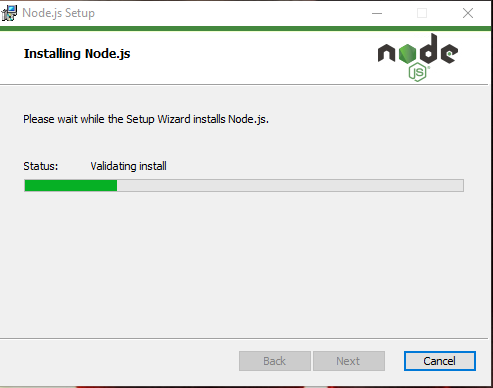 Node.js Setup
Installing Node.js
node
JS
Please wait while the Setup Wizard installs Node.js.
Status: Validating install
Back Next Cancel